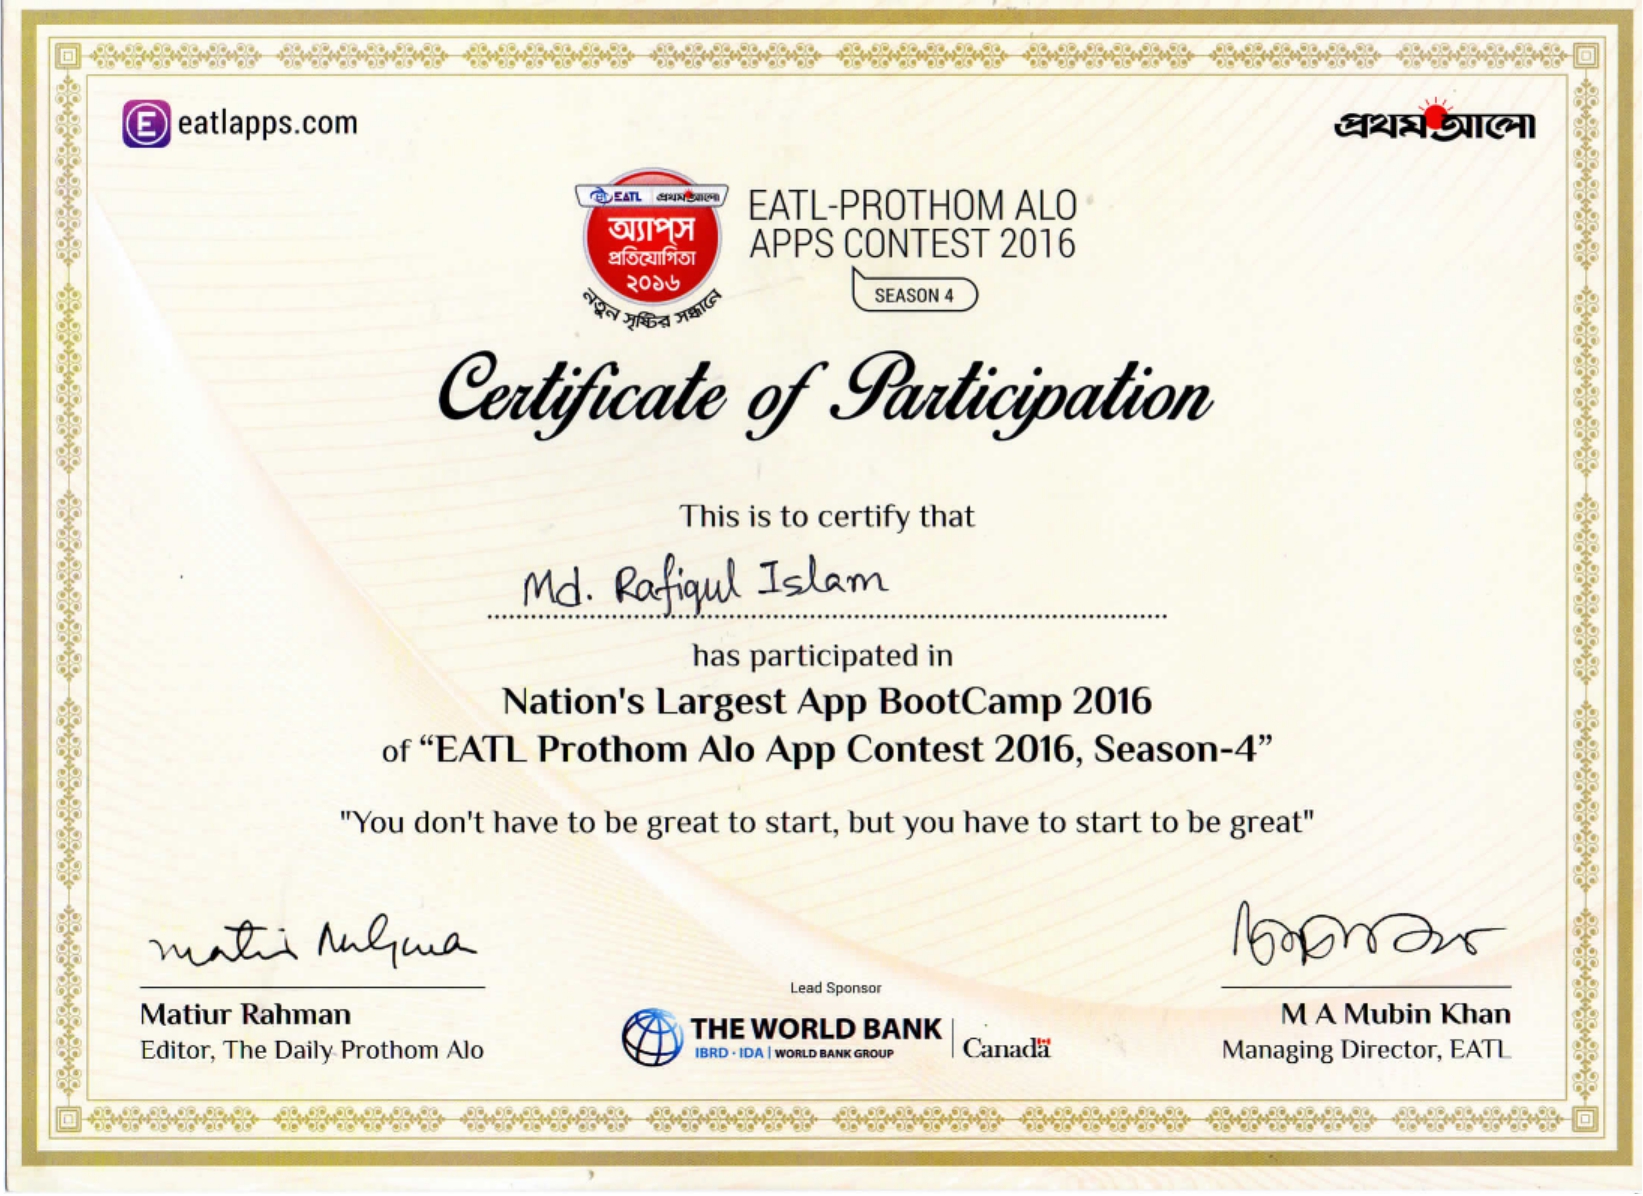 eatlapps.com
প্রথম আলো
EATL প্রথম আলো
অ্যাপস
প্রতিযোগিতা
২০১৬
নতুন সৃষ্টির সন্ধানে
EATL-PROTHOM ALO
APPS CONTEST 2016
SEASON 4
Certificate of Participation
This is to certify that
Md. Rafiqul Islam
has participated in
Nation's Largest App BootCamp 2016
of “EATL Prothom Alo App Contest 2016, Season-4”
"You don't have to be great to start, but you have to start to be great"
Matiur Rahman
Matiur Rahman
Editor, The Daily Prothom Alo
Lead Sponsor
THE WORLD BANK
IBRD · IDA | WORLD BANK GROUP
Canada
M A Mubin Khan
Managing Director, EATL